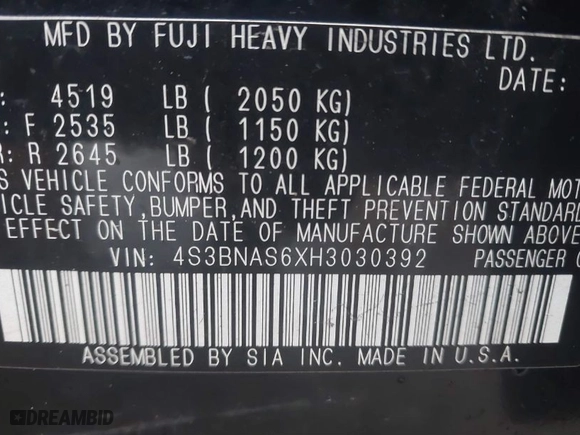 MFD BY FUJI HEAVY INDUSTRIES LTD.
DATE:
: 4519 LB ( 2050 KG)
F 2535 LB ( 1150 KG)
R: R 2645 LB ( 1200 KG)
S VEHICLE CONFORMS TO ALL APPLICABLE FEDERAL MOT
ICLE SAFETY,BUMPER,AND THEFT PREVENTION STANDAR
EFFECT ON THE DATE OF MANUFACTURE SHOWN ABOVE
VIN: 4S3BNAS6XH3030392 PASSENGER
ASSEMBLED BY SIA INC. MADE IN U.S.A.
DREAMBID